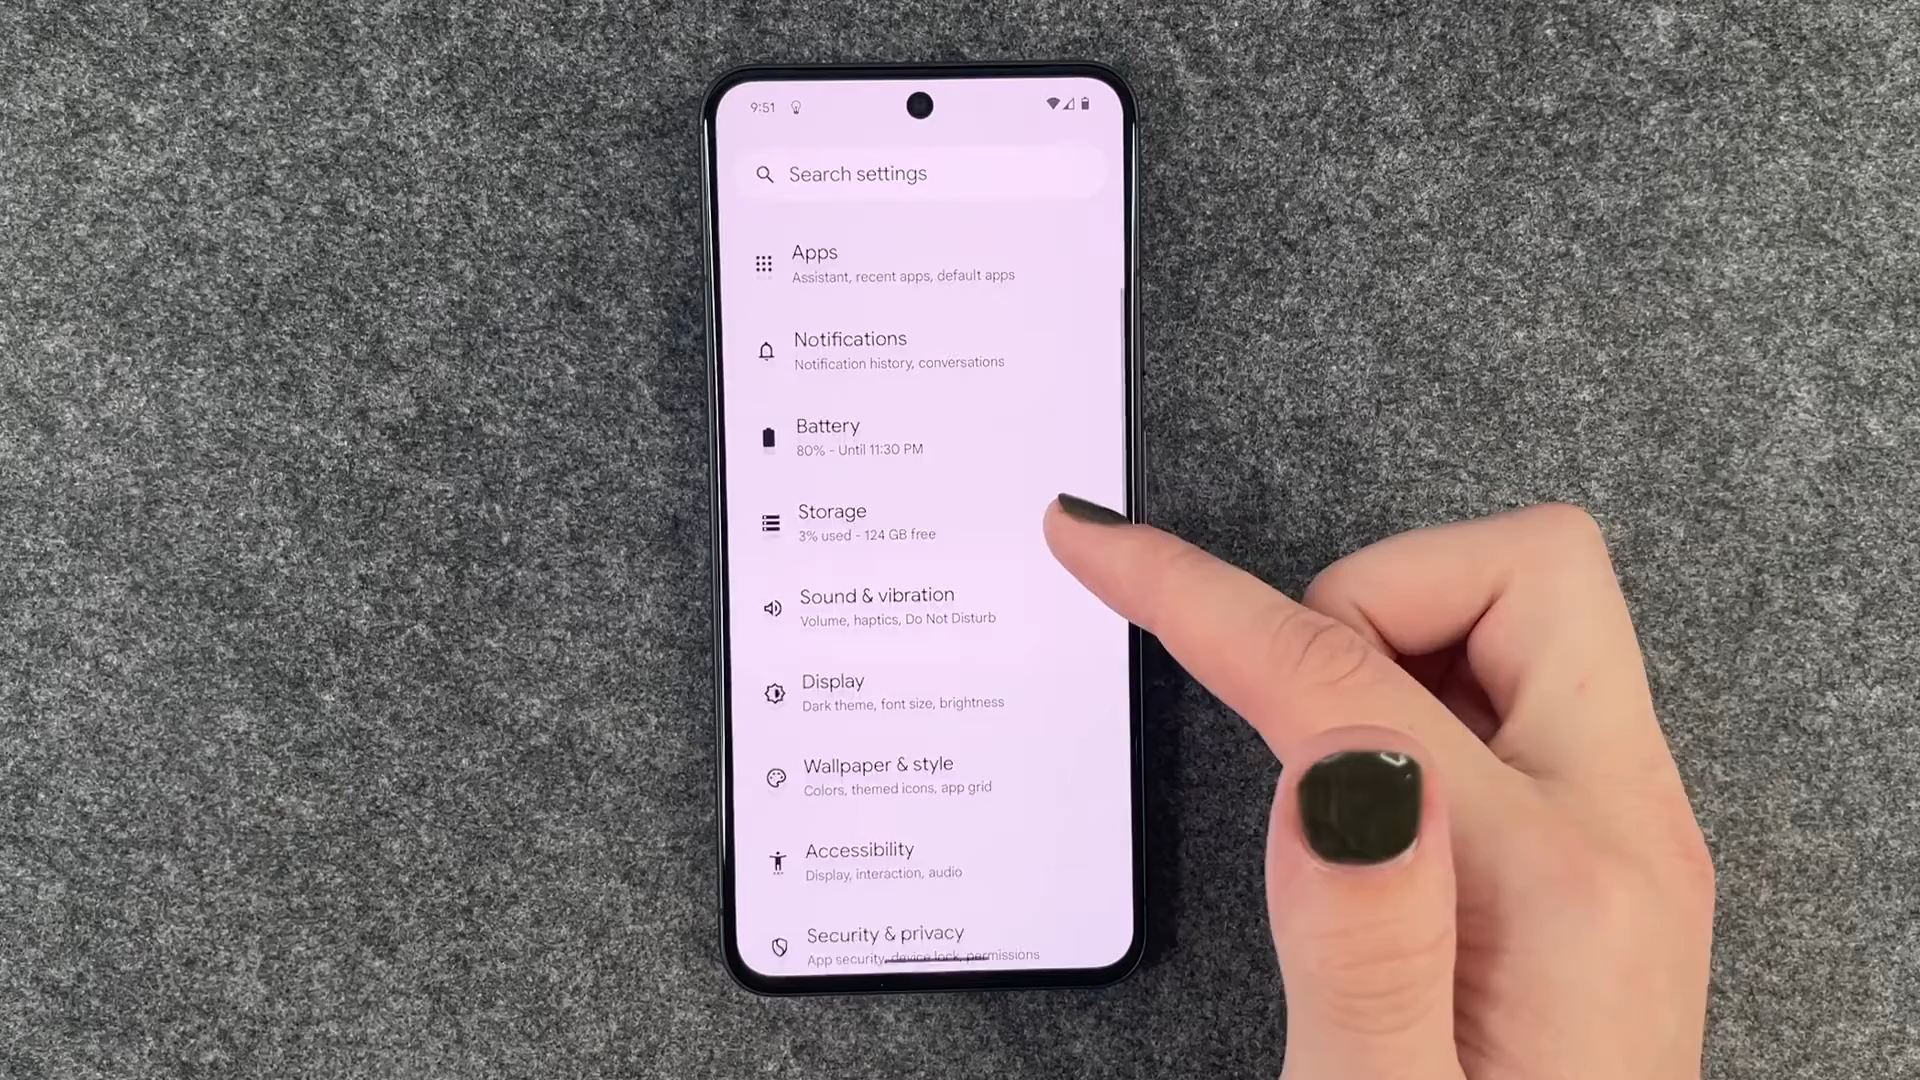 9:51
Search settings
Apps
Assistant, recent apps, default apps
Notifications
Notification history, conversations
Battery
80% - Until 11:30 PM
Storage
3% used - 124 GB free
Sound & vibration
Volume, haptics, Do Not Disturb
Display
Dark theme, font size, brightness
Wallpaper & style
Colors, themed icons, app grid
Accessibility
Display, interaction, audio
Security & privacy
App security, device lock, permissions